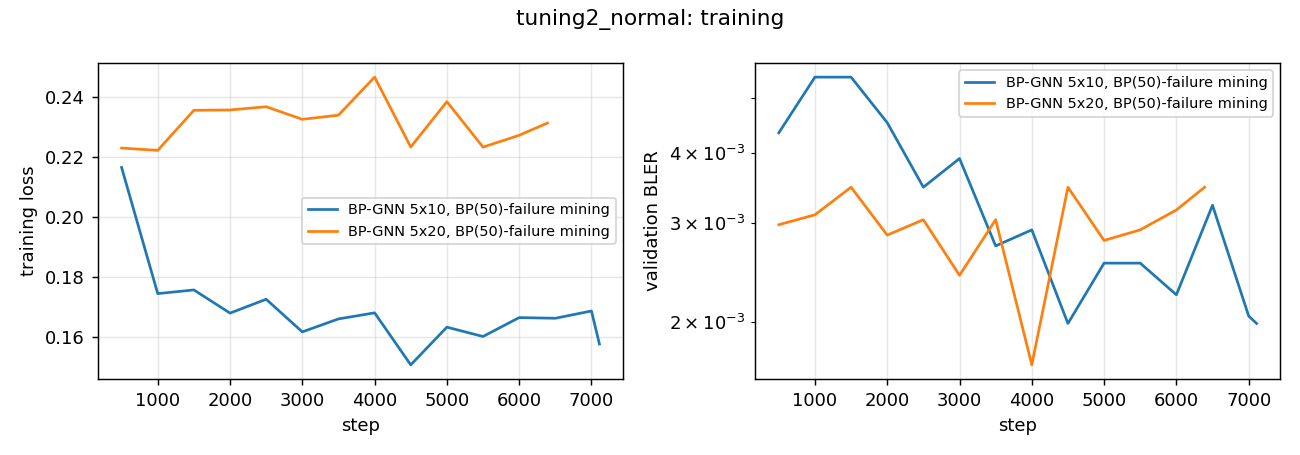 tuning2_normal: training
training loss
0.24
0.22
0.20
0.18
0.16
BP-GNN 5x10, BP(50)-failure mining
BP-GNN 5x20, BP(50)-failure mining
1000 2000 3000 4000 5000 6000 7000
step
validation BLER
4 × 10⁻³
3 × 10⁻³
2 × 10⁻³
BP-GNN 5x10, BP(50)-failure mining
BP-GNN 5x20, BP(50)-failure mining
1000 2000 3000 4000 5000 6000 7000
step